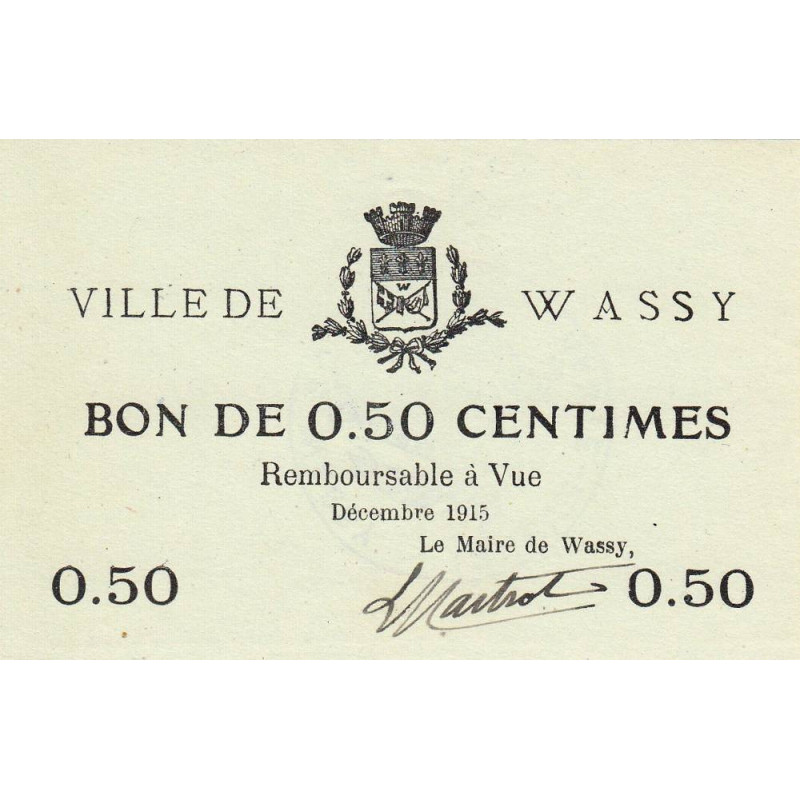 VILLE DE WASSY
W
BON DE 0.50 CENTIMES
Remboursable à Vue
Décembre 1915
Le Maire de Wassy,
0.50 LMartrot 0.50